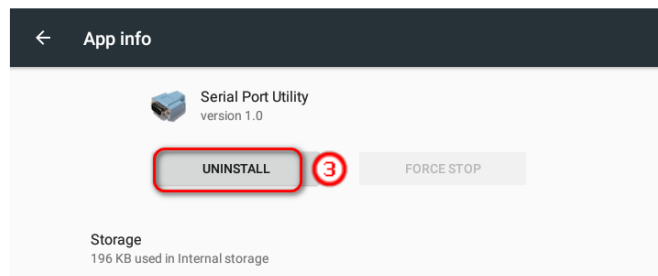 App info
Serial Port Utility
version 1.0
UNINSTALL
3
FORCE STOP
Storage
196 KB used in Internal storage